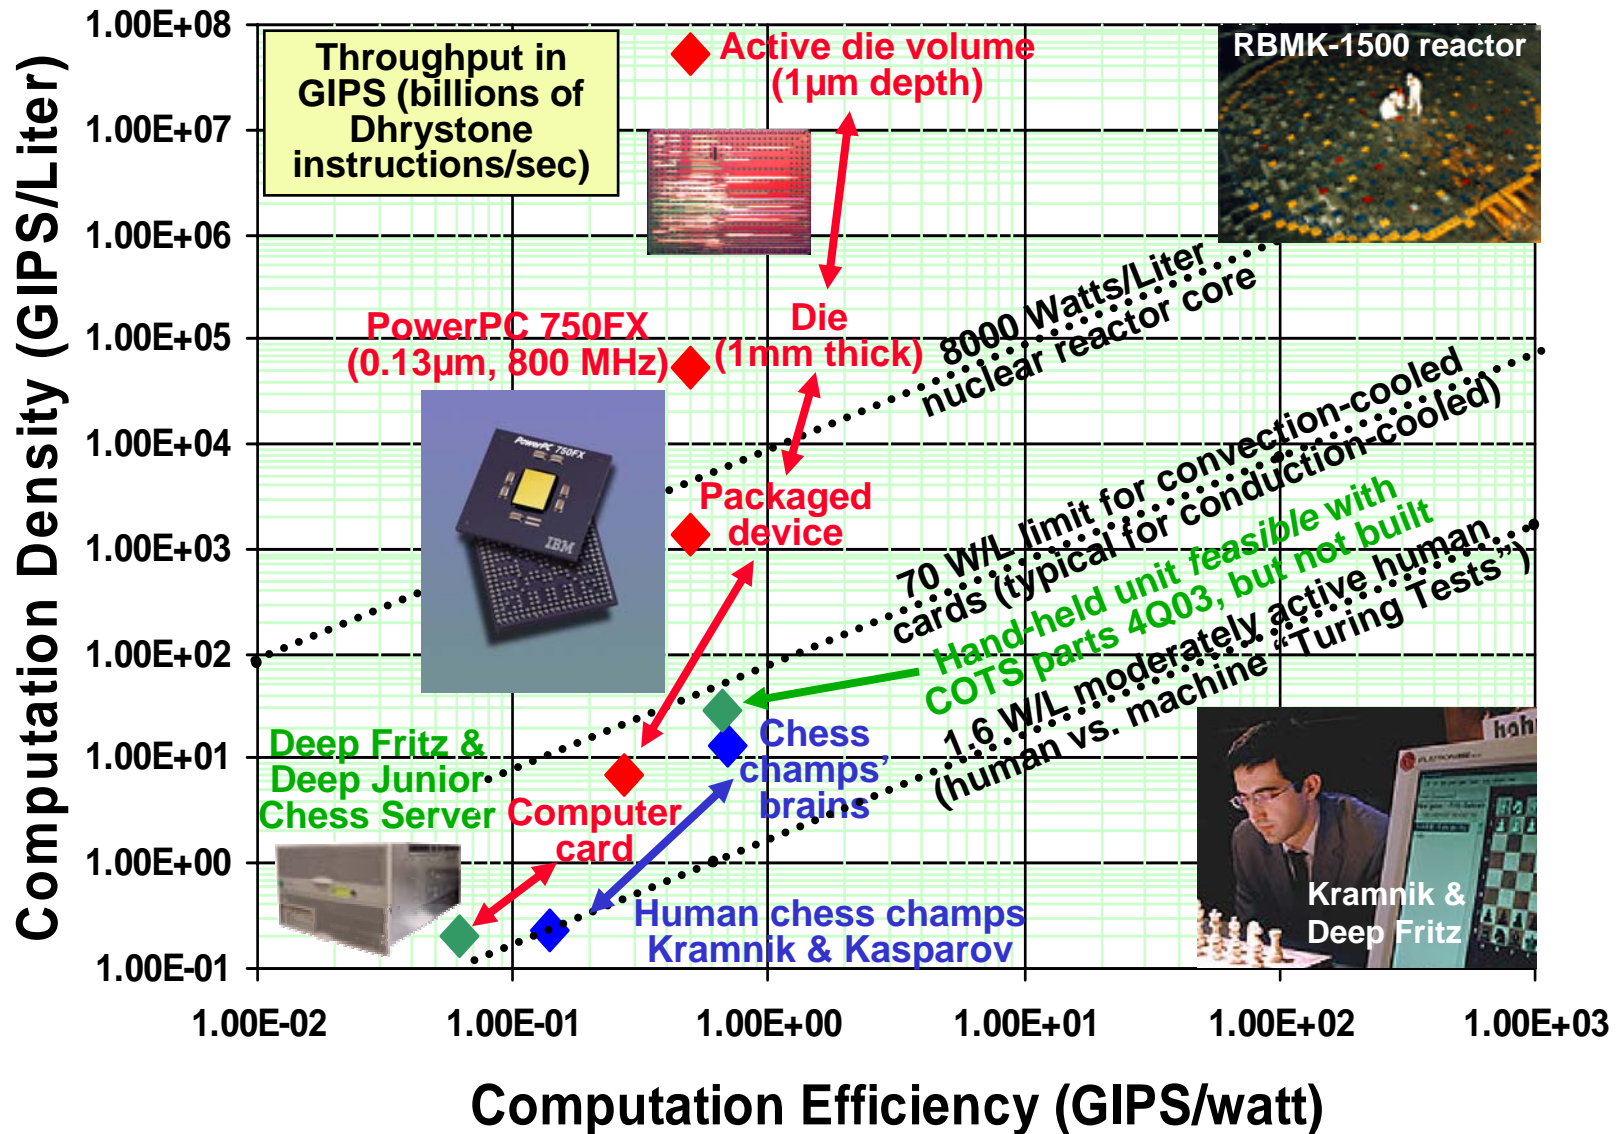 1.00E+08
1.00E+07
1.00E+06
1.00E+05
1.00E+04
1.00E+03
1.00E+02
1.00E+01
1.00E+00
1.00E-01
Computation Density (GIPS/Liter)
Throughput in
GIPS (billions of
Dhrystone
instructions/sec)
Active die volume
(1µm depth)
RBMK-1500 reactor
PowerPC 750FX
(0.13µm, 800 MHz)
Die
(1mm thick)
8000 Watts/Liter
nuclear reactor core
PowerPC 750FX
IBM
Packaged
device
70 W/L limit for convection-cooled
cards (typical for conduction-cooled)
Hand-held unit feasible with
COTS parts 4Q03, but not built
1.6 W/L moderately active human
(human vs. machine “Turing Tests”)
Deep Fritz &
Deep Junior
Chess Server
Computer
card
Chess
champs’
brains
Human chess champs
Kramnik & Kasparov
Kramnik &
Deep Fritz
1.00E-02
1.00E-01
1.00E+00
1.00E+01
1.00E+02
1.00E+03
Computation Efficiency (GIPS/watt)